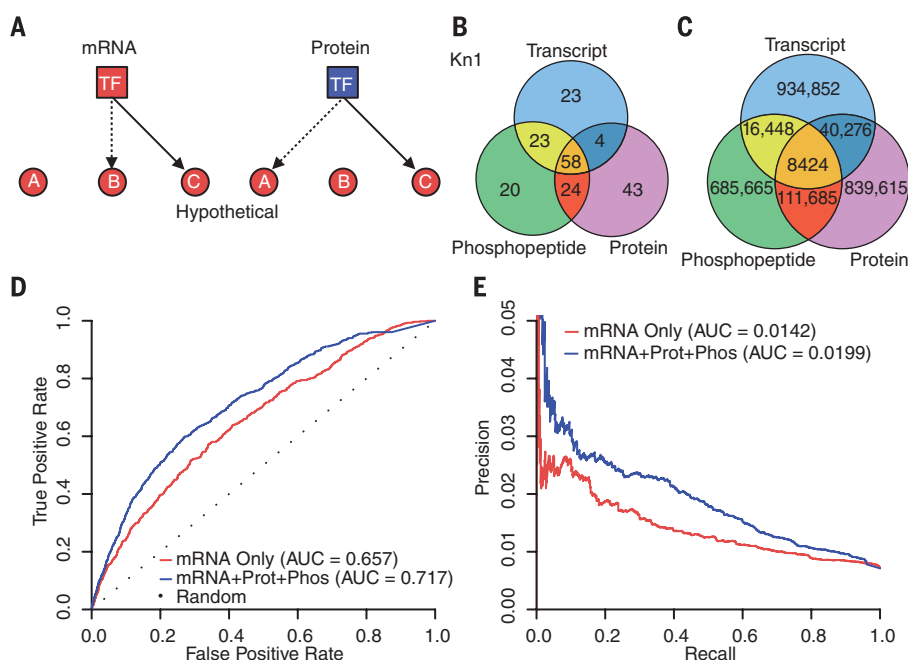 A
mRNA
Protein
TF
TF
A
B
C
A
B
C
Hypothetical
B
Kn1
Transcript
23
23
4
58
20
24
43
Phosphopeptide
Protein
C
Transcript
934,852
16,448
40,276
8424
685,665
839,615
111,685
Phosphopeptide
Protein
D
True Positive Rate
1.0
0.8
0.6
0.4
0.2
0.0
mRNA Only (AUC = 0.657)
mRNA+Prot+Phos (AUC = 0.717)
Random
0.0 0.2 0.4 0.6 0.8 1.0
False Positive Rate
E
Precision
0.05
0.04
0.03
0.02
0.01
0.00
mRNA Only (AUC = 0.0142)
mRNA+Prot+Phos (AUC = 0.0199)
0.0 0.2 0.4 0.6 0.8 1.0
Recall